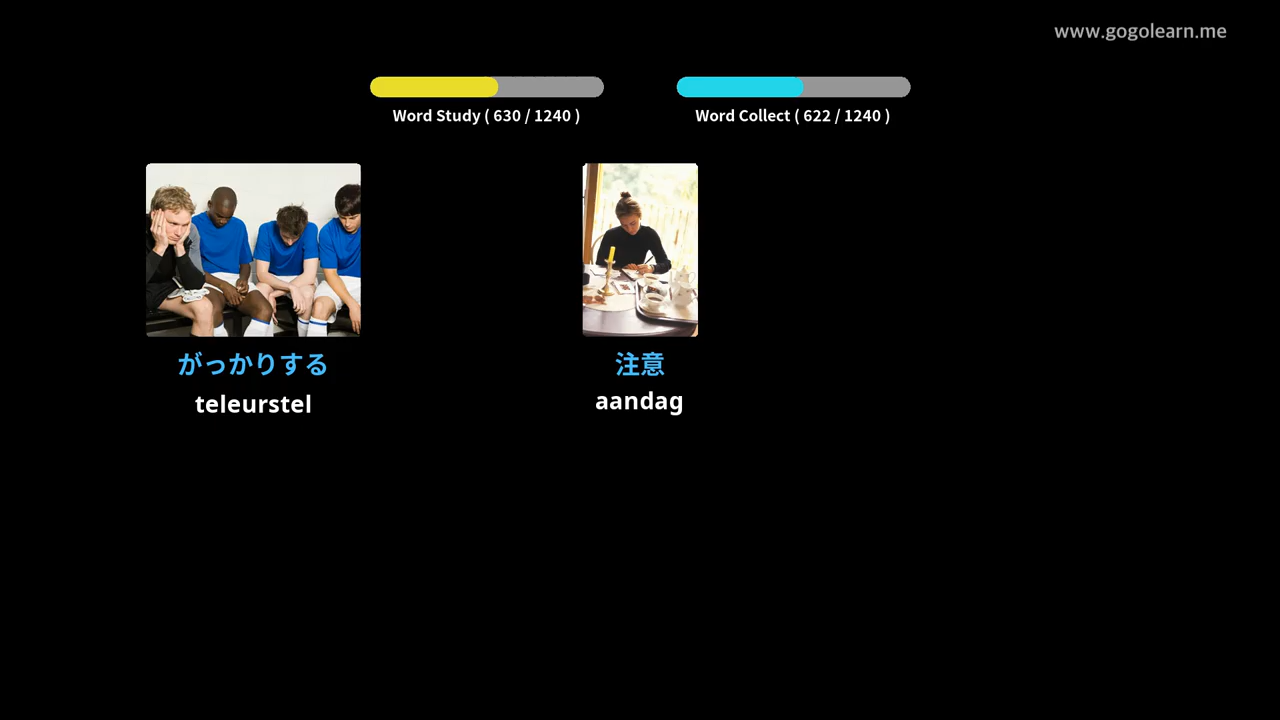 www.gogolearn.me
Word Study ( 630 / 1240 )
Word Collect ( 622 / 1240 )
がっかりする
teleurstel
注意
aandag